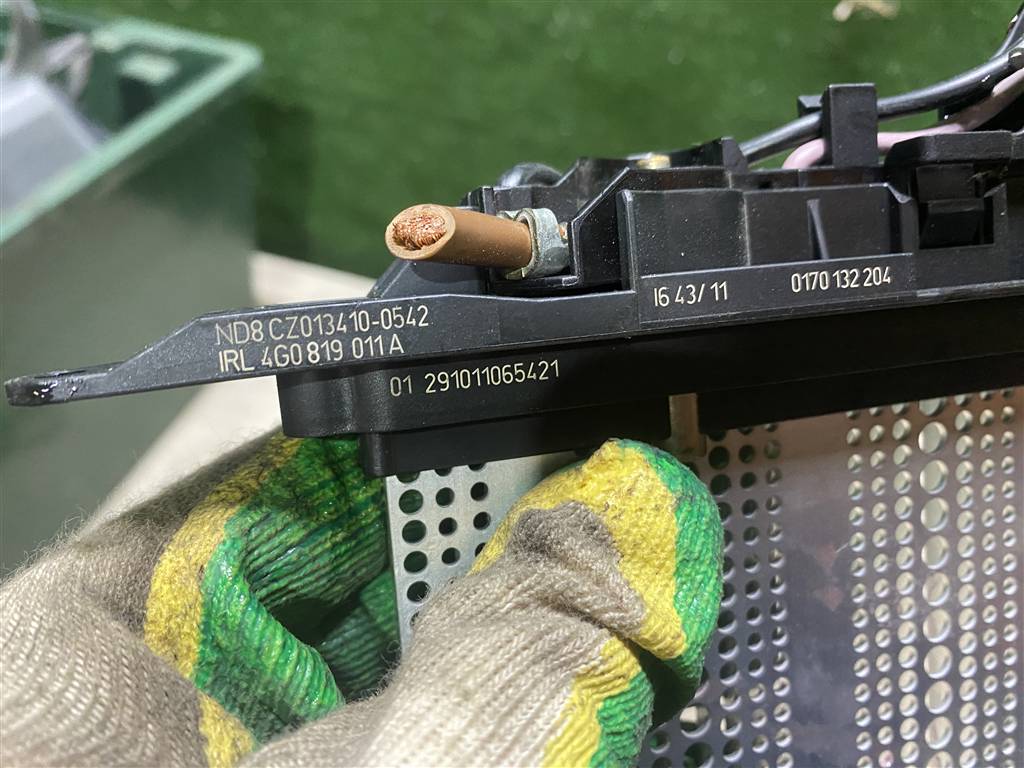 ND8 CZ013410-0542
IRL 4G0 819 011 A
I6 43/11 0170 132 204
01 291011065421